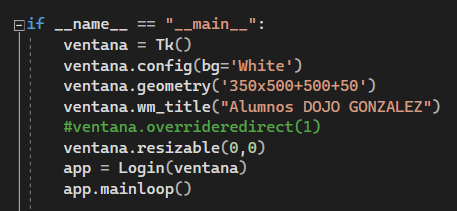 if __name__ == "__main__":
    ventana = Tk()
    ventana.config(bg='White')
    ventana.geometry('350x500+500+50')
    ventana.wm_title("Alumnos DOJO GONZALEZ")
    #ventana.overrideredirect(1)
    ventana.resizable(0,0)
    app = Login(ventana)
    app.mainloop()